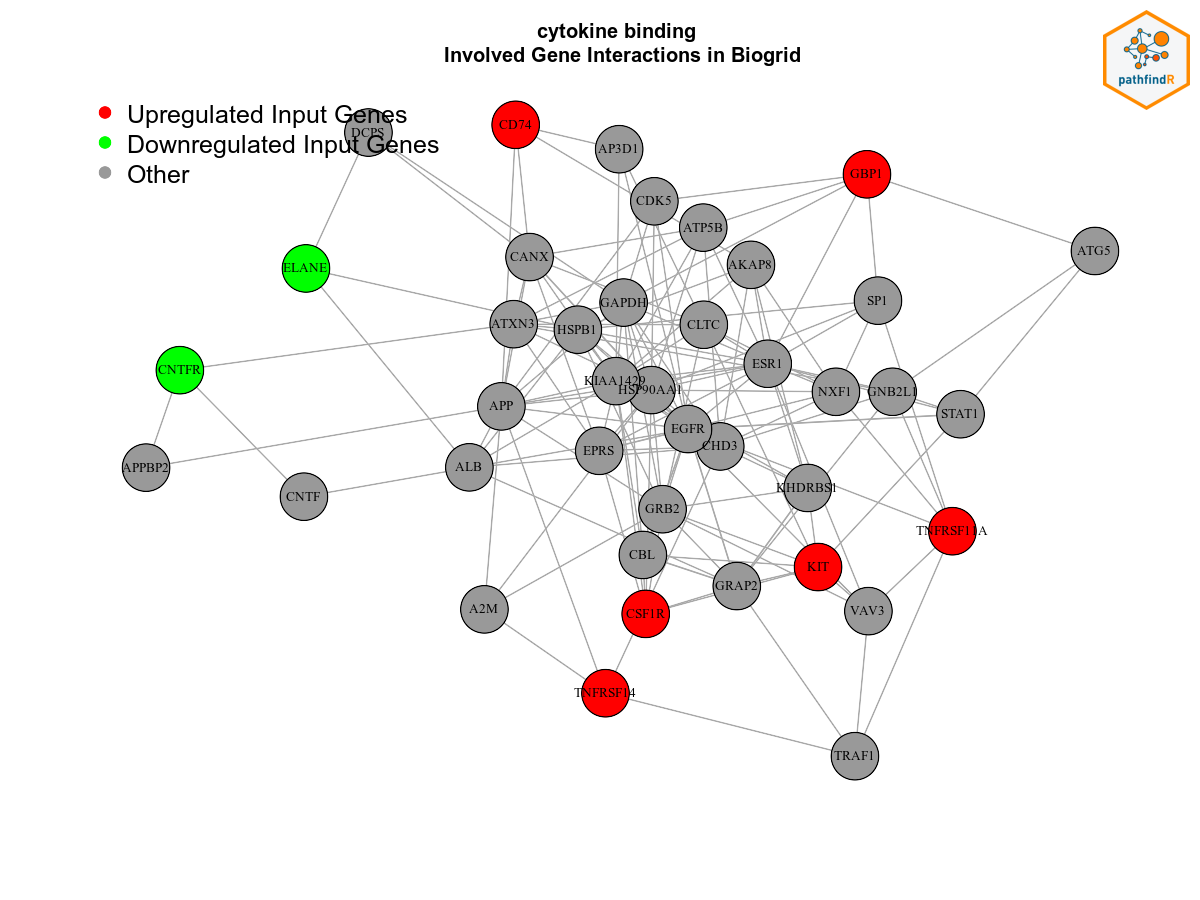 cytokine binding
Involved Gene Interactions in Biogrid
pathfindR
Upregulated Input Genes
Downregulated Input Genes
Other
DCPS
CD74
AP3D1
GBP1
CDK5
ATP5B
ATG5
CANX
AKAP8
ELANE
GAPDH
SP1
ATXN3
HSPB1
CLTC
ESR1
CNTFR
KIAA1429
HSP90AA1
NXF1
GNB2L1
APP
STAT1
EGFR
CHD3
EPRS
APPBP2
ALB
CNTF
KHDRBS1
GRB2
TNFRSF11A
CBL
KIT
GRAP2
A2M
CSF1R
VAV3
TNFRSF14
TRAF1